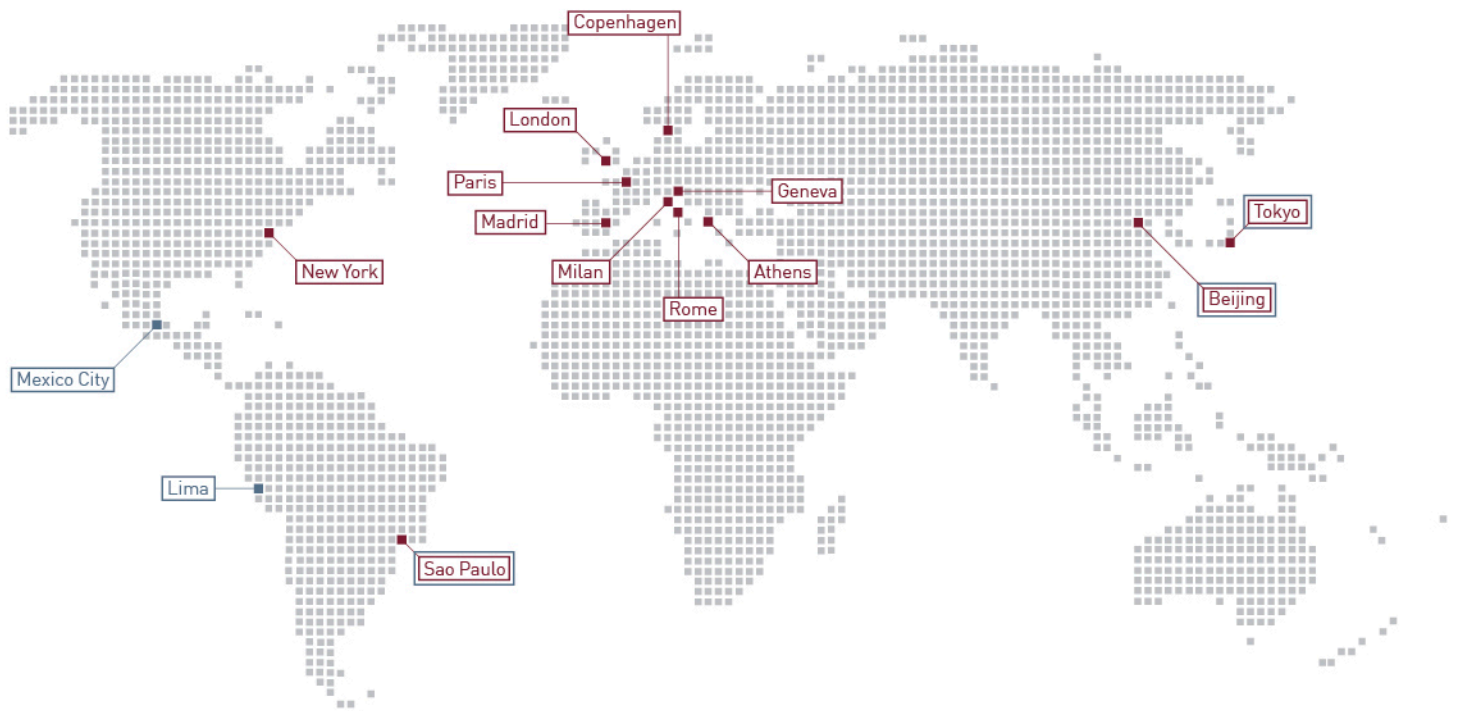 Copenhagen
London
Paris
Geneva
Madrid
Tokyo
New York
Milan
Athens
Beijing
Rome
Mexico City
Lima
Sao Paulo